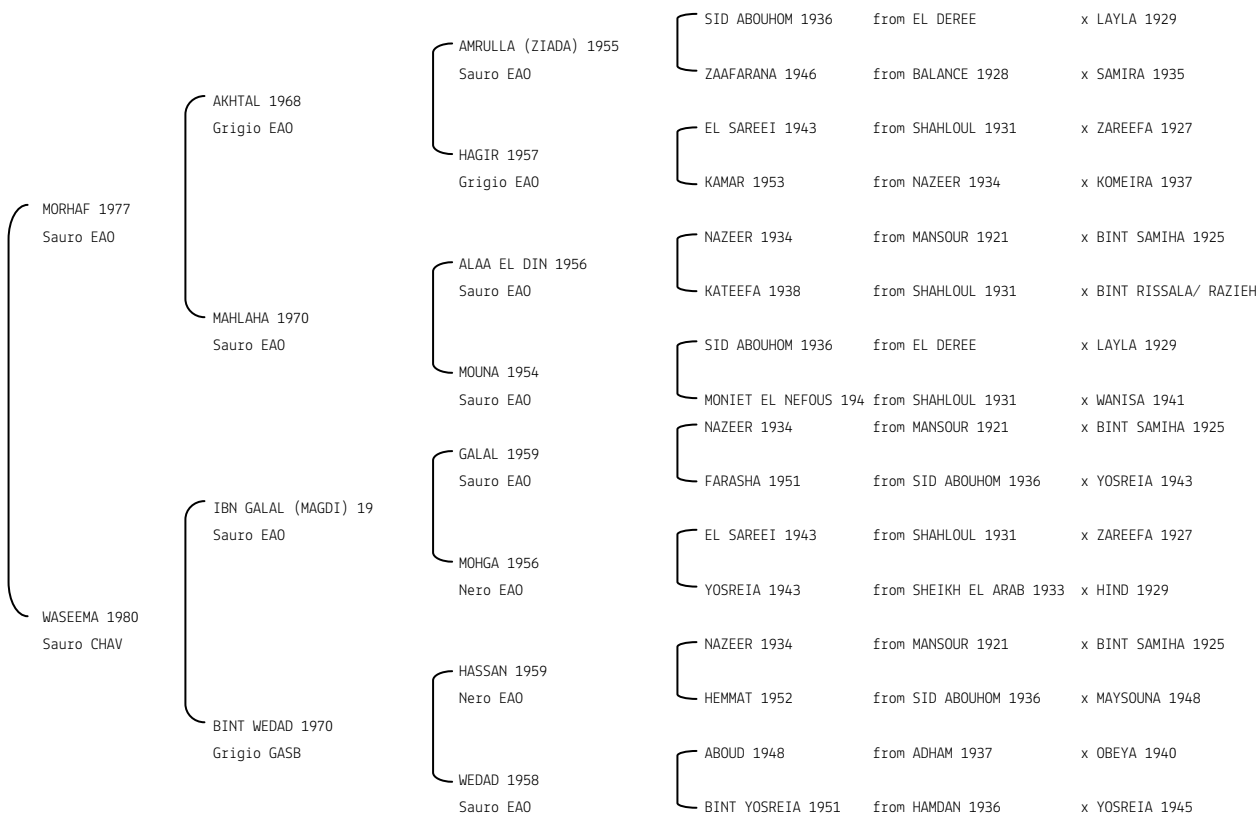 SID ABOUHOM 1936 from EL DEREE x LAYLA 1929
AMRULLA (ZIADA) 1955
Sauro EAO
ZAAFARANA 1946 from BALANCE 1928 x SAMIRA 1935
AKHTAL 1968
Grigio EAO
EL SAREEI 1943 from SHAHLOUL 1931 x ZAREEFA 1927
HAGIR 1957
Grigio EAO
KAMAR 1953 from NAZEER 1934 x KOMEIRA 1937
MORHAF 1977
Sauro EAO
NAZEER 1934 from MANSOUR 1921 x BINT SAMIHA 1925
ALAA EL DIN 1956
Sauro EAO
KATEEFA 1938 from SHAHLOUL 1931 x BINT RISSALA/ RAZIEH
MAHLAHA 1970
Sauro EAO
SID ABOUHOM 1936 from EL DEREE x LAYLA 1929
MOUNA 1954
Sauro EAO
MONIET EL NEFOUS 194 from SHAHLOUL 1931 x WANISA 1941
NAZEER 1934 from MANSOUR 1921 x BINT SAMIHA 1925
GALAL 1959
Sauro EAO
FARASHA 1951 from SID ABOUHOM 1936 x YOSREIA 1943
IBN GALAL (MAGDI) 19
Sauro EAO
EL SAREEI 1943 from SHAHLOUL 1931 x ZAREEFA 1927
MOHGA 1956
Nero EAO
YOSREIA 1943 from SHEIKH EL ARAB 1933 x HIND 1929
WASEEMA 1980
Sauro CHAV
NAZEER 1934 from MANSOUR 1921 x BINT SAMIHA 1925
HASSAN 1959
Nero EAO
HEMMAT 1952 from SID ABOUHOM 1936 x MAYSOUNA 1948
BINT WEDAD 1970
Grigio GASB
ABOUD 1948 from ADHAM 1937 x OBEYA 1940
WEDAD 1958
Sauro EAO
BINT YOSREIA 1951 from HAMDAN 1936 x YOSREIA 1945